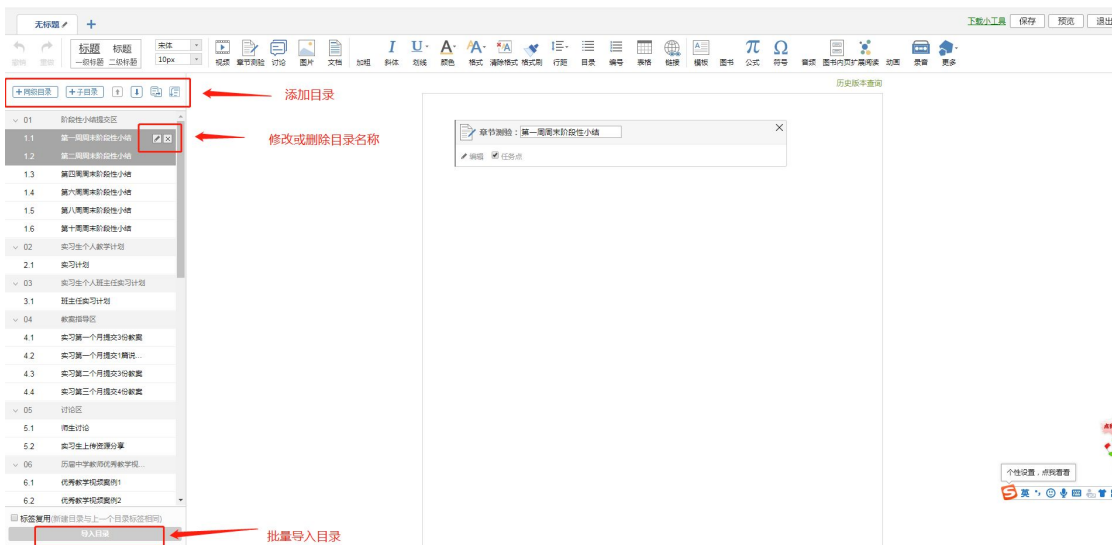 无标题
下载小工具 保存 预览 退出
撤销 重做 标题 标题 宋体
一级标题 二级标题 10px
视频 章节测验 讨论 图片 文档 加粗 斜体 划线 颜色 格式 清除格式 格式刷 行距 目录 编号 表格 链接 模板 图书 公式 符号 音频 图书内页 扩展阅读 动画 录音 更多
历史版本查阅
+同级目录 +子目录
添加目录
01 阶段性小结提交区
1.1 第一周周末阶段性小结
修改或删除目录名称
1.2 第二周周末阶段性小结
1.3 第四周周末阶段性小结
1.4 第六周周末阶段性小结
1.5 第八周周末阶段性小结
1.6 第十周周末阶段性小结
02 实习生个人教学计划
2.1 实习计划
03 实习生个人班主任实习计划
3.1 班主任实习计划
04 教案指导区
4.1 实习第一个月提交3份教案
4.2 实习第一个月提交1篇说...
4.3 实习第二个月提交3份教案
4.4 实习第三个月提交4份教案
05 讨论区
5.1 师生讨论
5.2 实习生上传资源分享
06 历届中学教师优秀教学视...
6.1 优秀教学视频案例1
6.2 优秀教学视频案例2
章节测验：第一周周末阶段性小结
编辑 任务点
标签复用(新建目录与上一个目录标签相同)
导入目录
批量导入目录
个性设置，点我看看
英